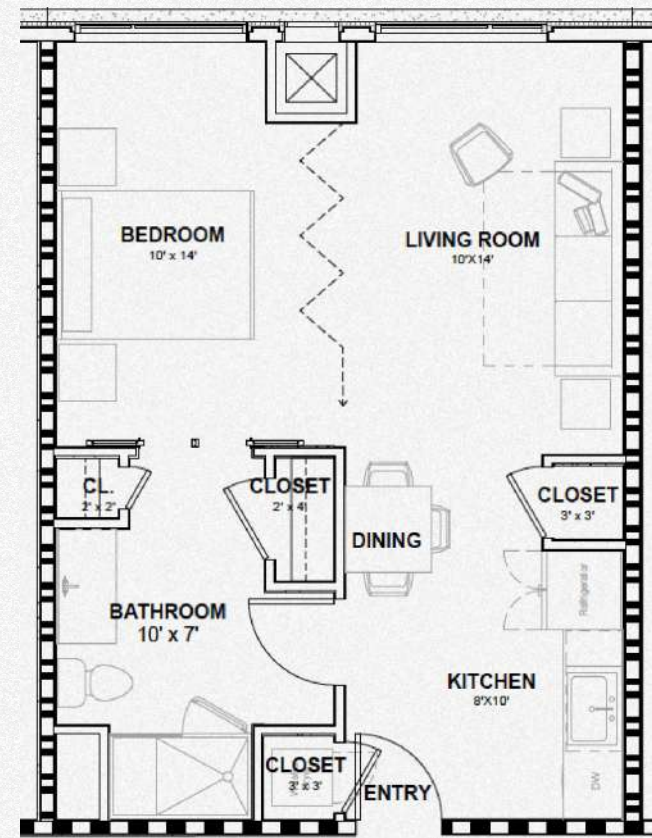 BEDROOM
10' x 14'
LIVING ROOM
10'X14'
CL.
2' x 2'
CLOSET
2' x 4'
CLOSET
3' x 3'
DINING
Refrigerator
BATHROOM
10' x 7'
KITCHEN
8'X10'
CLOSET
3' x 3'
ENTRY
DW